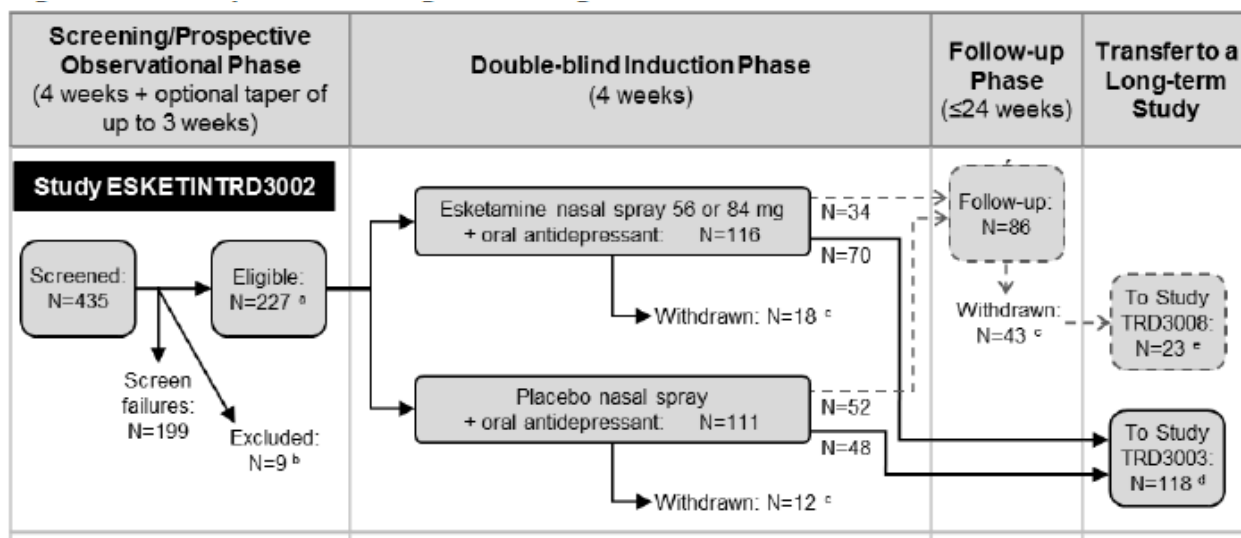 Screening/Prospective
Observational Phase
(4 weeks + optional taper of
up to 3 weeks)
Double-blind Induction Phase
(4 weeks)
Follow-up
Phase
(≤24 weeks)
Transfer to a
Long-term
Study
Study ESKETINTRD3002
Screened:
N=435
Eligible:
N=227 a
Screen
failures:
N=199
Excluded:
N=9 b
Esketamine nasal spray 56 or 84 mg
+ oral antidepressant: N=116
N=34
N=70
Withdrawn: N=18 c
Placebo nasal spray
+ oral antidepressant: N=111
N=52
N=48
Withdrawn: N=12 c
Follow-up:
N=86
Withdrawn:
N=43 c
To Study
TRD3008:
N=23 e
To Study
TRD3003:
N=118 d